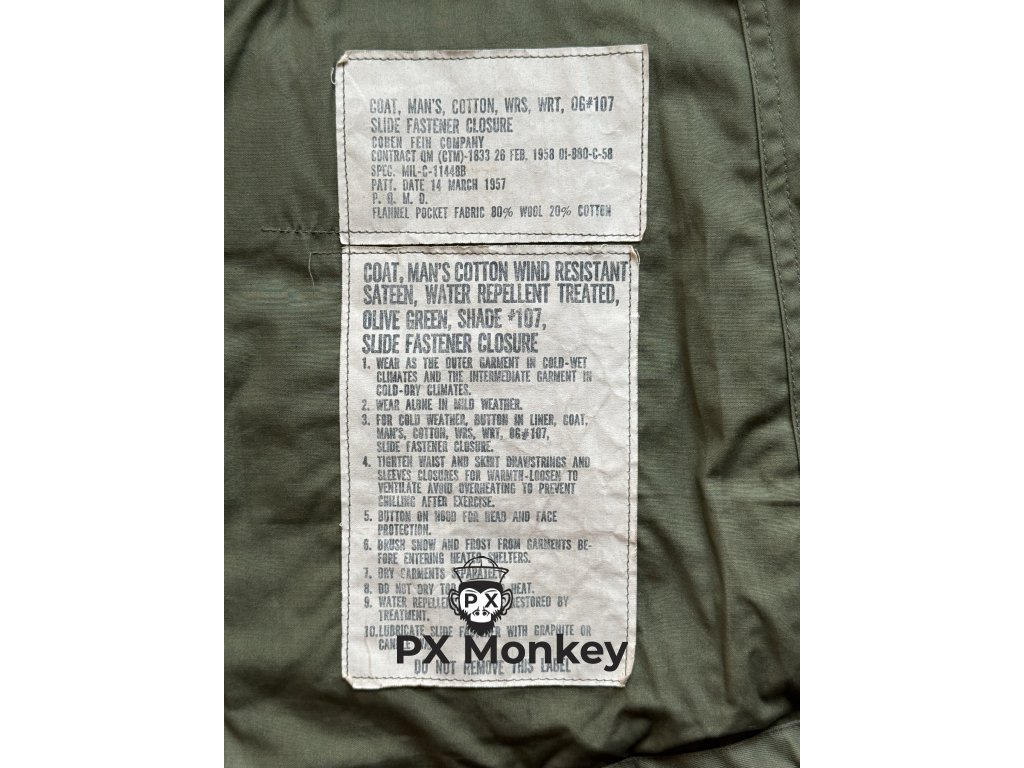 COAT, MAN'S, COTTON, WRS, WRT, OG#107
SLIDE FASTENER CLOSURE
COHEN FEIN COMPANY
CONTRACT QM (CTM)-1833 26 FEB. 1958 01-880-C-58
SPEC. MIL-C-11448B
PATT. DATE 14 MARCH 1957
P. Q. M. D.
FLANNEL POCKET FABRIC 80% WOOL 20% COTTON
COAT, MAN'S COTTON WIND RESISTANT
SATEEN, WATER REPELLENT TREATED,
OLIVE GREEN, SHADE #107,
SLIDE FASTENER CLOSURE
1. WEAR AS THE OUTER GARMENT IN COLD-WET
CLIMATES AND THE INTERMEDIATE GARMENT IN
COLD-DRY CLIMATES.
2. WEAR ALONE IN MILD WEATHER.
3. FOR COLD WEATHER, BUTTON IN LINER, COAT,
MAN'S, COTTON, WRS, WRT, OG#107,
SLIDE FASTENER CLOSURE.
4. TIGHTEN WAIST AND SKIRT DRAWSTRINGS AND
SLEEVES CLOSURES FOR WARMTH-LOOSEN TO
VENTILATE AVOID OVERHEATING TO PREVENT
CHILLING AFTER EXERCISE.
5. BUTTON ON HOOD FOR HEAD AND FACE
PROTECTION.
6. BRUSH SNOW AND FROST FROM GARMENTS BE-
FORE ENTERING HEATED SHELTERS.
7. DRY GARMENTS SEPARATELY
8. DO NOT DRY HEAT.
9. WATER RESTORED BY
TREATMENT.
10. LUBRICATE SLIDE FASTENER WITH GRAPHITE OR
DO NOT REMOVE THIS LABEL
PX
PX Monkey